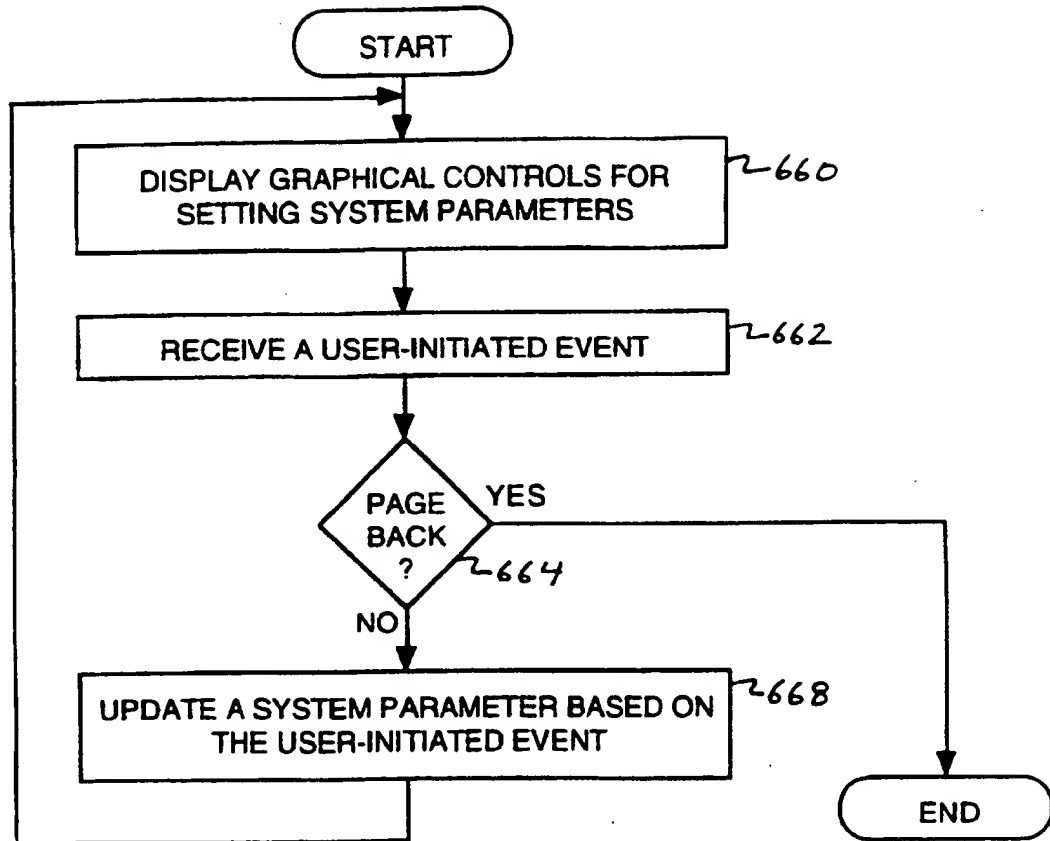 START
DISPLAY GRAPHICAL CONTROLS FOR
SETTING SYSTEM PARAMETERS
660
RECEIVE A USER-INITIATED EVENT
662
PAGE
BACK
?
YES
664
NO
UPDATE A SYSTEM PARAMETER BASED ON
THE USER-INITIATED EVENT
668
END